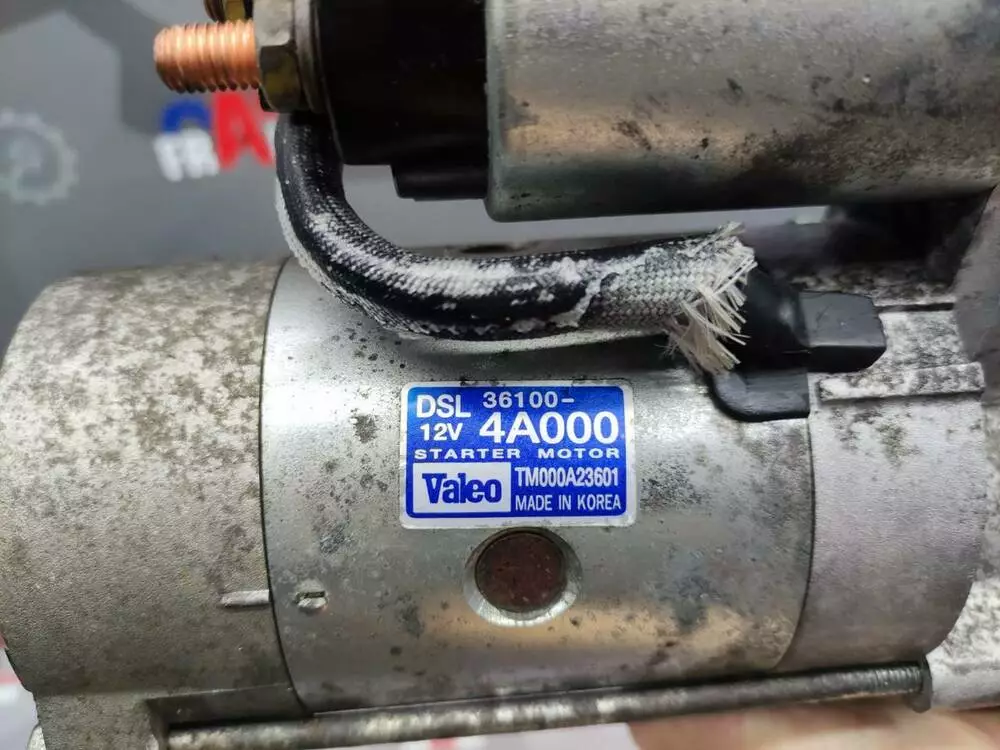 DSL 36100-
12V 4A000
STARTER MOTOR
Valeo TM000A23601
MADE IN KOREA